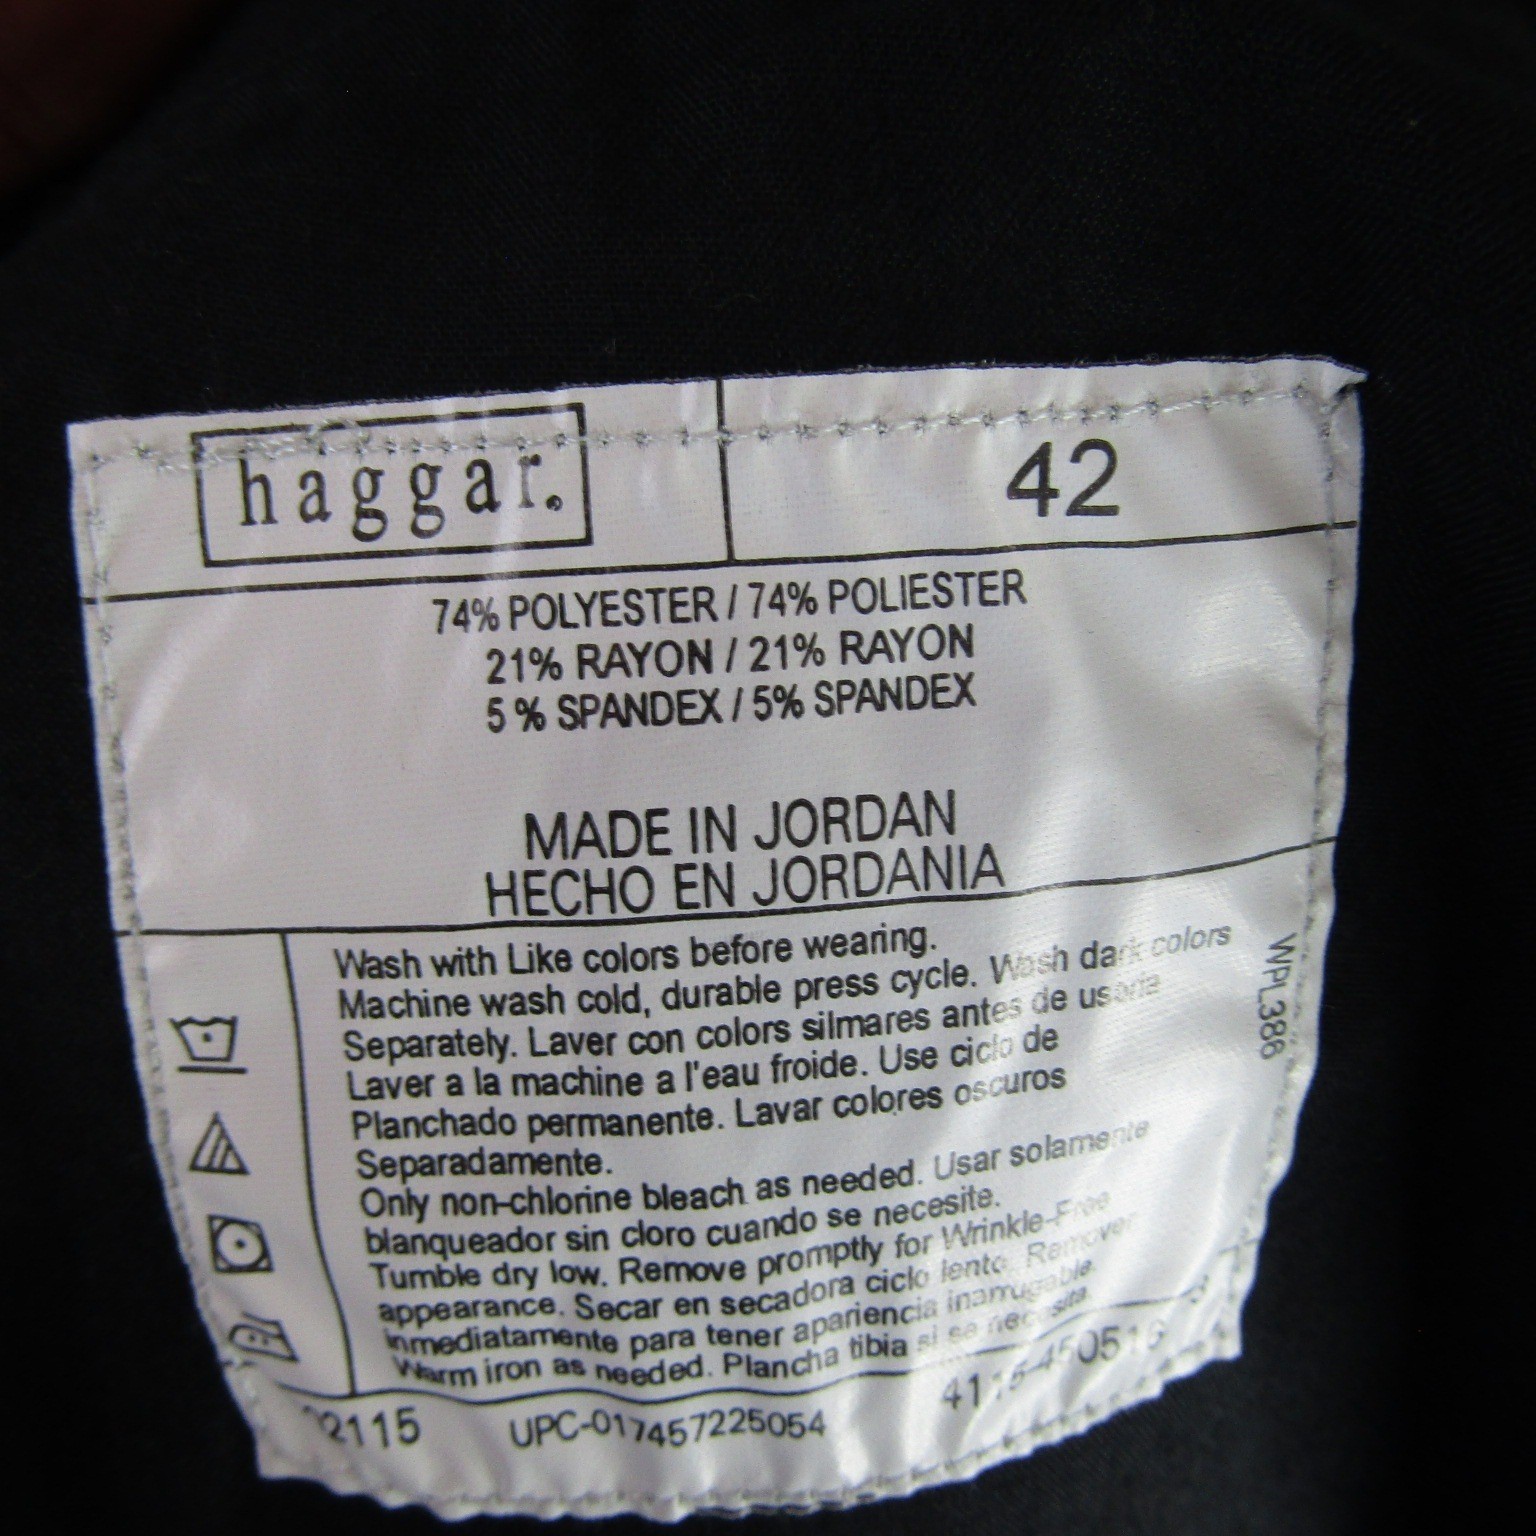 haggar.
42
74% POLYESTER / 74% POLIESTER
21% RAYON / 21% RAYON
5 % SPANDEX / 5% SPANDEX
MADE IN JORDAN
HECHO EN JORDANIA
Wash with Like colors before wearing.
Machine wash cold, durable press cycle. Wash dark colors
Separately. Laver con colors silmares antes de usarla
Laver a la machine a l'eau froide. Use ciclo de
Planchado permanente. Lavar colores oscuros
Separadamente.
Only non-chlorine bleach as needed. Usar solamente
blanqueador sin cloro cuando se necesite.
Tumble dry low. Remove promptly for Wrinkle-Free
appearance. Secar en secadora ciclo lento. Remover
inmediatamente para tener apariencia inarrugable.
Warm iron as needed. Plancha tibia si se necesita.
WPL386
UPC-017457225054